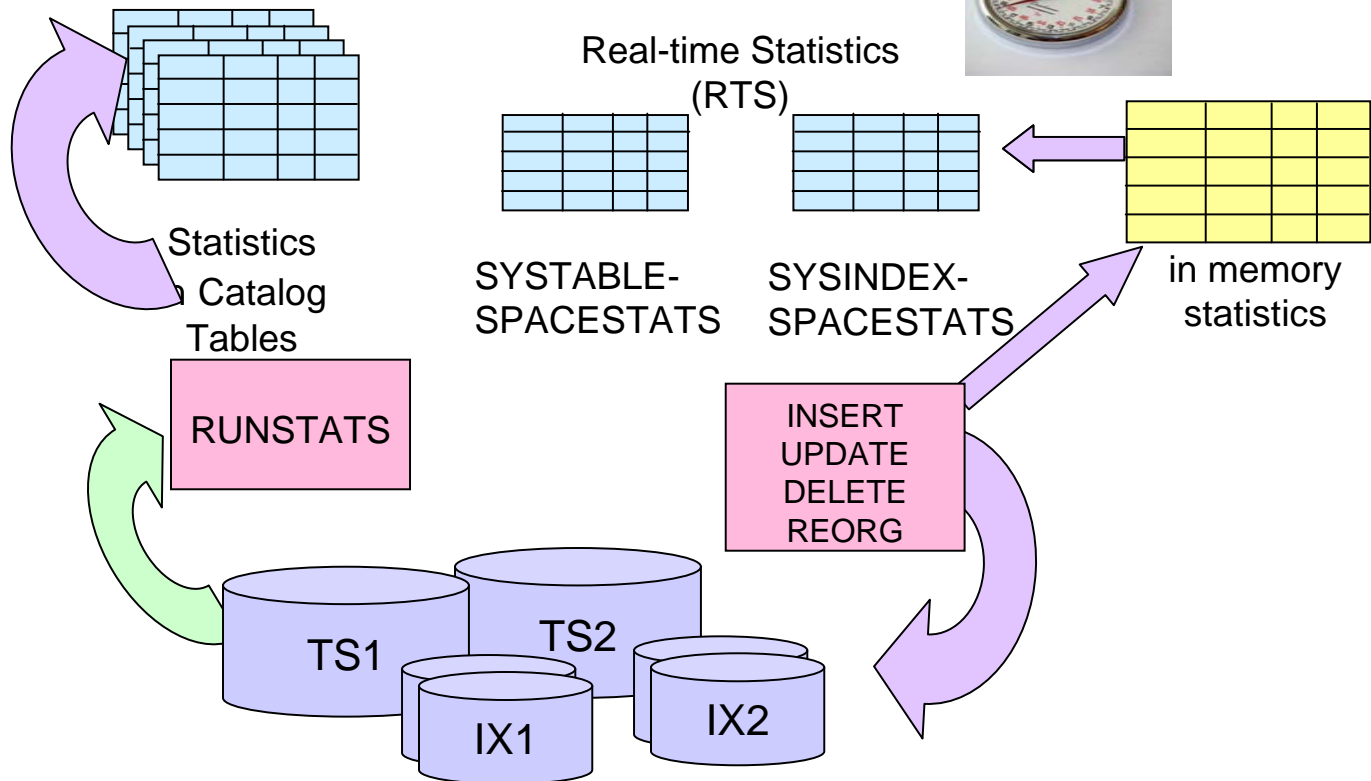 Real-time Statistics
(RTS)
Statistics
n Catalog
Tables
SYSTABLE-
SPACESTATS
SYSINDEX-
SPACESTATS
in memory
statistics
RUNSTATS
INSERT
UPDATE
DELETE
REORG
TS1
TS2
IX1
IX2